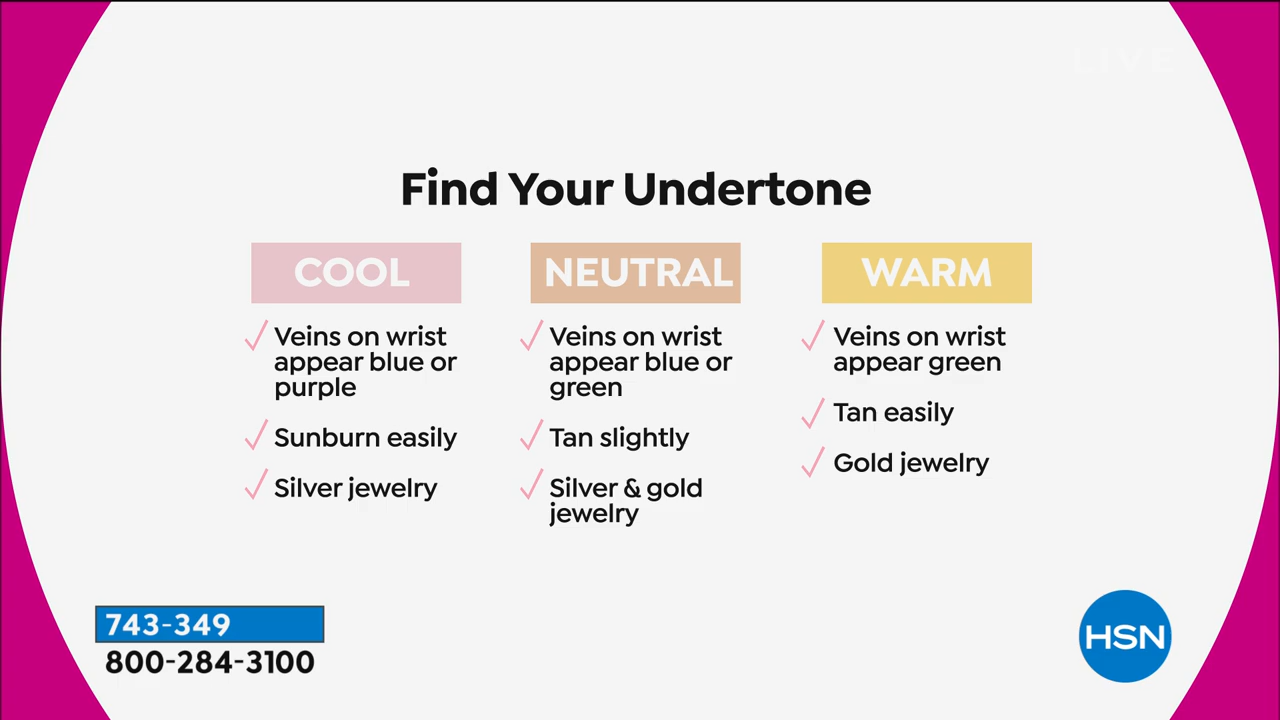 LIVE
Find Your Undertone
COOL
Veins on wrist
appear blue or
purple
Sunburn easily
Silver jewelry
NEUTRAL
Veins on wrist
appear blue or
green
Tan slightly
Silver & gold
jewelry
WARM
Veins on wrist
appear green
Tan easily
Gold jewelry
743-349
800-284-3100
HSN